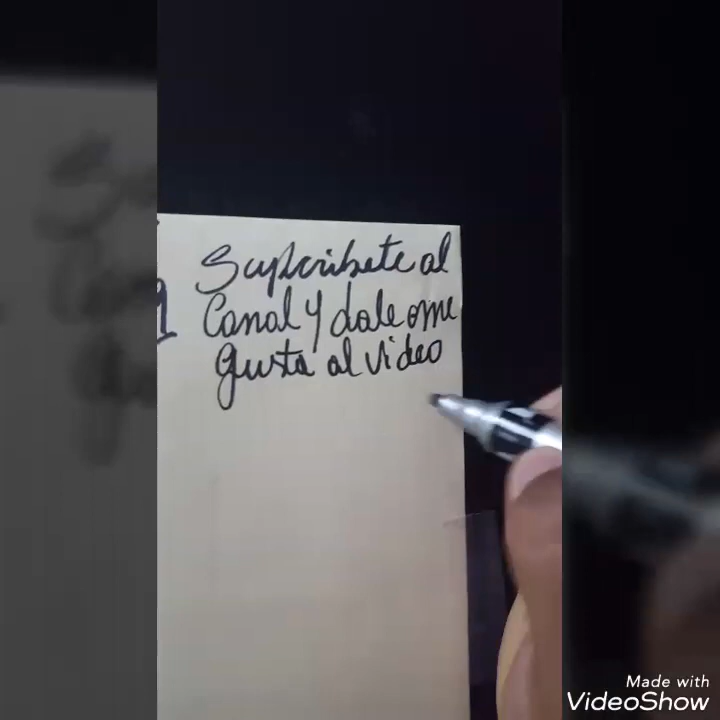 Suscribete al
Canal y dale a me
gusta al video
Made with
VideoShow